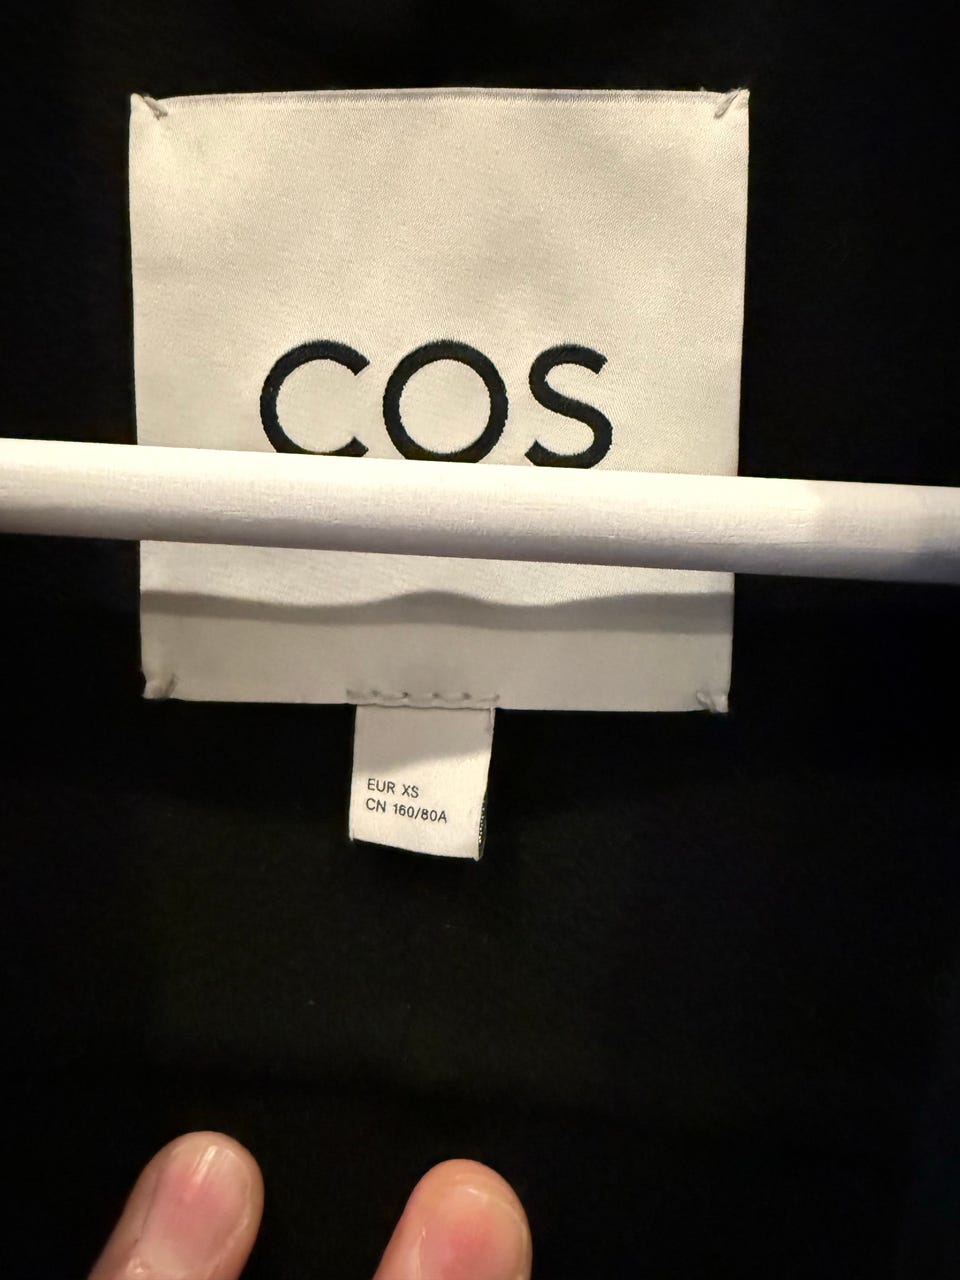 COS
EUR XS
CN 160/80A